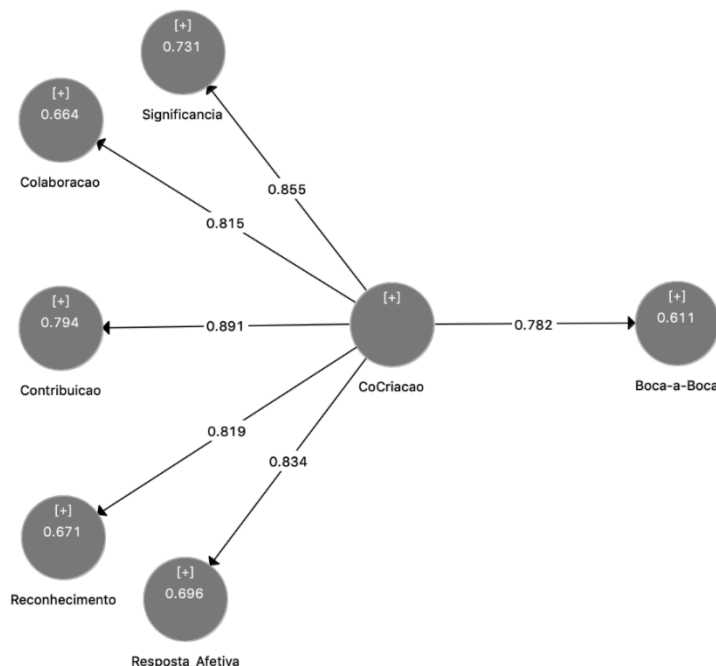 [+]
0.731
Significancia
[+]
0.664
Colaboracao
0.855
0.815
[+]
0.794
Contribuicao
0.891
[+]
CoCriacao
0.782
[+]
0.611
Boca-a-Boca
0.819
0.834
[+]
0.671
Reconhecimento
[+]
0.696
Resposta_Afetiva